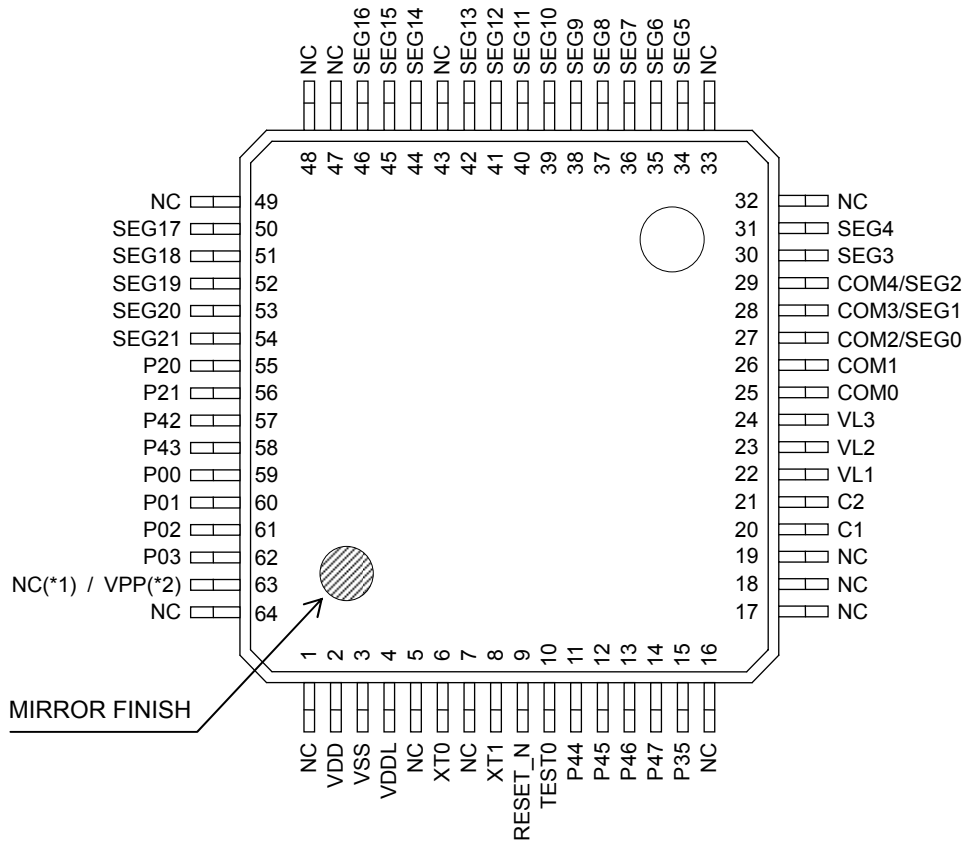 NC
NC
SEG16
SEG15
SEG14
NC
SEG13
SEG12
SEG11
SEG10
SEG9
SEG8
SEG7
SEG6
SEG5
NC
48
47
46
45
44
43
42
41
40
39
38
37
36
35
34
33
NC 49
SEG17 50
SEG18 51
SEG19 52
SEG20 53
SEG21 54
P20 55
P21 56
P42 57
P43 58
P00 59
P01 60
P02 61
P03 62
NC(*1) / VPP(*2) 63
NC 64
32 NC
31 SEG4
30 SEG3
29 COM4/SEG2
28 COM3/SEG1
27 COM2/SEG0
26 COM1
25 COM0
24 VL3
23 VL2
22 VL1
21 C2
20 C1
19 NC
18 NC
17 NC
1
2
3
4
5
6
7
8
9
10
11
12
13
14
15
16
MIRROR FINISH
NC
VDD
VSS
VDDL
NC
XT0
NC
XT1
RESET_N
TEST0
P44
P45
P46
P47
P35
NC